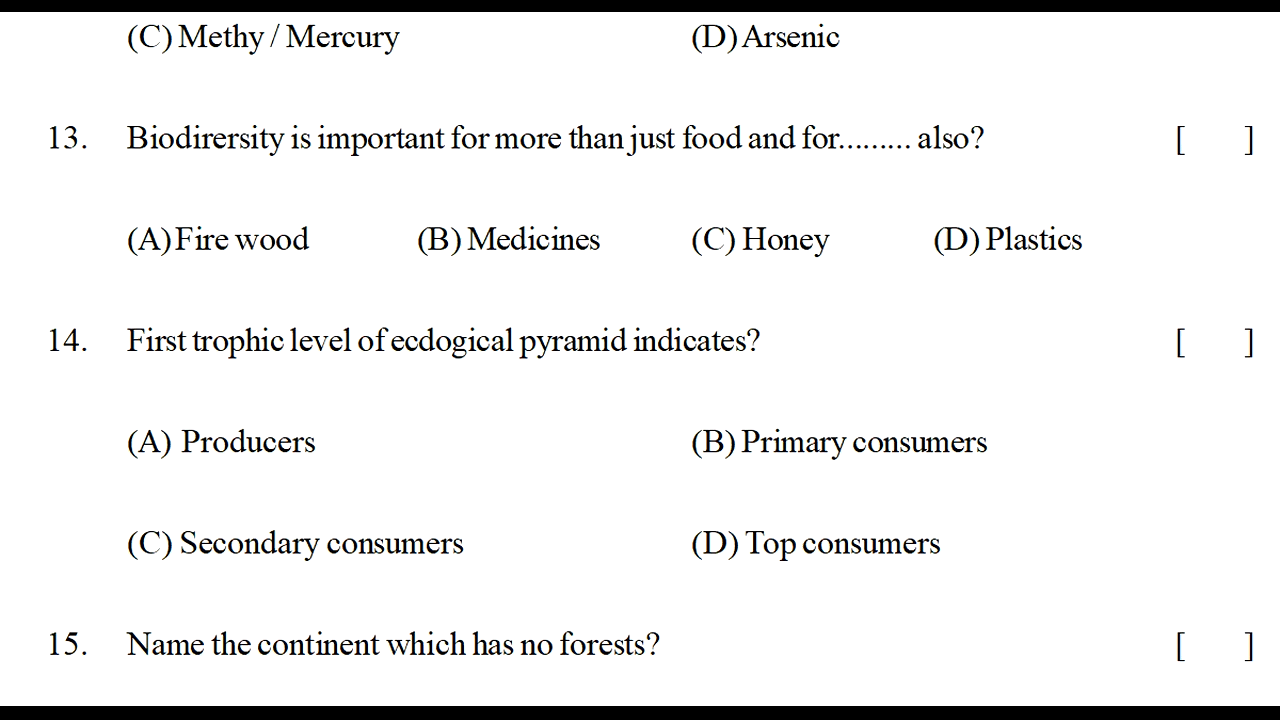 (C) Methy / Mercury (D) Arsenic
13. Biodirersity is important for more than just food and for......... also? [ ]
(A) Fire wood (B) Medicines (C) Honey (D) Plastics
14. First trophic level of ecdogical pyramid indicates? [ ]
(A) Producers (B) Primary consumers
(C) Secondary consumers (D) Top consumers
15. Name the continent which has no forests? [ ]